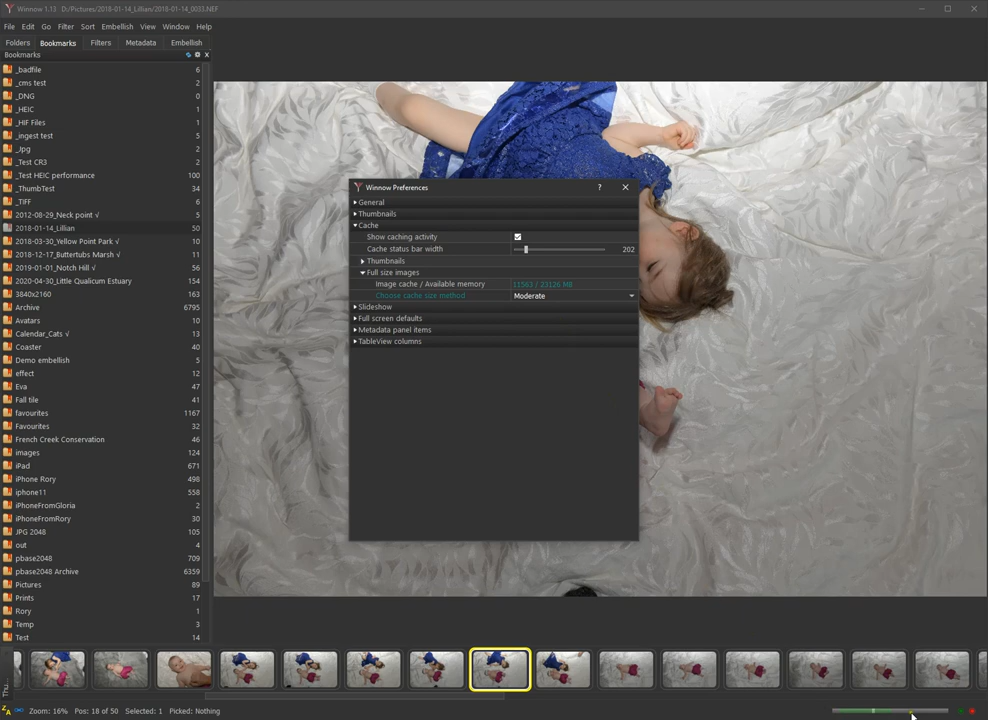 Winnow 1.13   D:/Pictures/2018-01-14_Lillian/2018-01-14_0033.NEF
File Edit Go Filter Sort Embellish View Window Help
Folders Bookmarks Filters Metadata Embellish
Bookmarks
_badfile 6
_cms test 2
_DNG 0
_HEIC 1
_HIF Files 1
_ingest test 5
_Jpg 2
_Test CR3 2
_Test HEIC performance 100
_ThumbTest 34
_TIFF 6
2012-08-29_Neck point √ 5
2018-01-14_Lillian 50
2018-03-30_Yellow Point Park √ 10
2018-12-17_Buttertubs Marsh √ 11
2019-01-01_Notch Hill √ 56
2020-04-30_Little Qualicum Estuary 154
3840x2160 163
Archive 6795
Avatars 10
Calendar_Cats √ 13
Coaster 40
Demo embellish 5
effect 12
Eva 47
Fall tile 41
favourites 1167
Favourites 32
French Creek Conservation 46
images 124
iPad 671
iPhone Rory 498
iphone11 558
iPhoneFromGloria 2
iPhoneFromRory 30
JPG 2048 105
out 4
pbase2048 709
pbase2048 Archive 6359
Pictures 89
Prints 17
Rory 1
Temp 3
Test 14
Winnow Preferences ?
General
Thumbnails
Cache
Show caching activity
Cache status bar width 202
Thumbnails
Full size images
Image cache / Available memory 11563 / 23126 MB
Choose cache size method Moderate
Slideshow
Full screen defaults
Metadata panel items
TableView columns
Thu...
Zoom: 16% Pos: 18 of 50 Selected: 1 Picked: Nothing